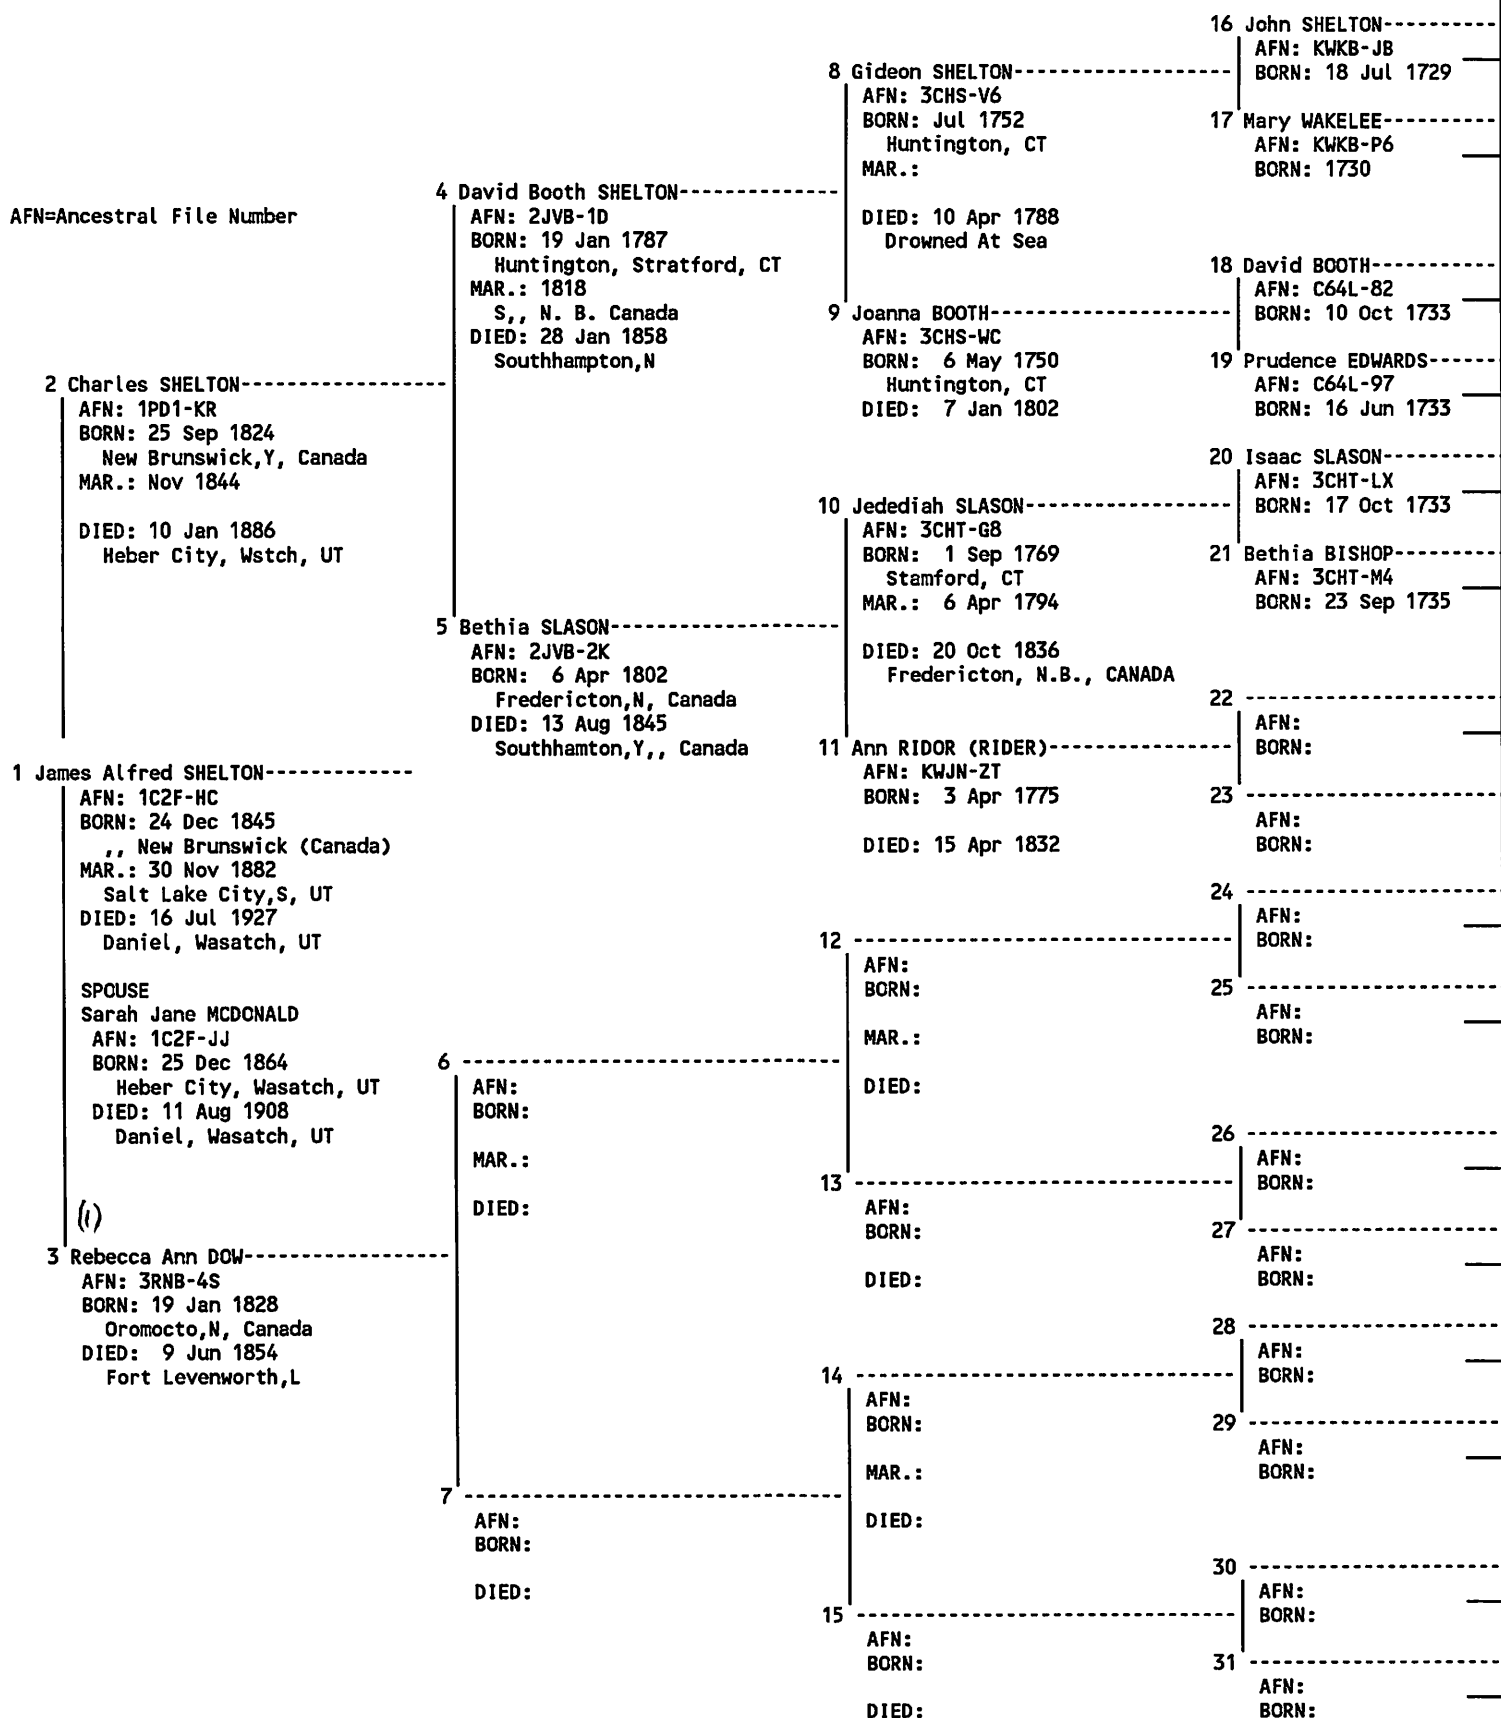 AFN=Ancestral File Number
1 James Alfred SHELTON-------------
AFN: 1C2F-HC
BORN: 24 Dec 1845
,, New Brunswick (Canada)
MAR.: 30 Nov 1882
Salt Lake City,S, UT
DIED: 16 Jul 1927
Daniel, Wasatch, UT
SPOUSE
Sarah Jane MCDONALD
AFN: 1C2F-JJ
BORN: 25 Dec 1864
Heber City, Wasatch, UT
DIED: 11 Aug 1908
Daniel, Wasatch, UT
2 Charles SHELTON------------------
AFN: 1PD1-KR
BORN: 25 Sep 1824
New Brunswick,Y, Canada
MAR.: Nov 1844
DIED: 10 Jan 1886
Heber City, Wstch, UT
(1)
3 Rebecca Ann DOW------------------
AFN: 3RNB-4S
BORN: 19 Jan 1828
Oromocto,N, Canada
DIED: 9 Jun 1854
Fort Levenworth,L
4 David Booth SHELTON--------------
AFN: 2JVB-1D
BORN: 19 Jan 1787
Huntington, Stratford, CT
MAR.: 1818
S,, N. B. Canada
DIED: 28 Jan 1858
Southhampton,N
5 Bethia SLASON--------------------
AFN: 2JVB-2K
BORN: 6 Apr 1802
Fredericton,N, Canada
DIED: 13 Aug 1845
Southhamton,Y,, Canada
6 ---------------------------------
AFN:
BORN:
MAR.:
DIED:
7 ---------------------------------
AFN:
BORN:
DIED:
8 Gideon SHELTON-------------------
AFN: 3CHS-V6
BORN: Jul 1752
Huntington, CT
MAR.:
DIED: 10 Apr 1788
Drowned At Sea
9 Joanna BOOTH---------------------
AFN: 3CHS-WC
BORN: 6 May 1750
Huntington, CT
DIED: 7 Jan 1802
10 Jedediah SLASON------------------
AFN: 3CHT-G8
BORN: 1 Sep 1769
Stamford, CT
MAR.: 6 Apr 1794
DIED: 20 Oct 1836
Fredericton, N.B., CANADA
11 Ann RIDOR (RIDER)----------------
AFN: KWJN-ZT
BORN: 3 Apr 1775
DIED: 15 Apr 1832
12 ---------------------------------
AFN:
BORN:
MAR.:
DIED:
13 ---------------------------------
AFN:
BORN:
DIED:
14 ---------------------------------
AFN:
BORN:
MAR.:
DIED:
15 ---------------------------------
AFN:
BORN:
DIED:
16 John SHELTON----------
AFN: KWKB-JB
BORN: 18 Jul 1729
17 Mary WAKELEE----------
AFN: KWKB-P6
BORN: 1730
18 David BOOTH-----------
AFN: C64L-82
BORN: 10 Oct 1733
19 Prudence EDWARDS------
AFN: C64L-97
BORN: 16 Jun 1733
20 Isaac SLASON----------
AFN: 3CHT-LX
BORN: 17 Oct 1733
21 Bethia BISHOP---------
AFN: 3CHT-M4
BORN: 23 Sep 1735
22 ----------------------
AFN:
BORN:
23 ----------------------
AFN:
BORN:
24 ----------------------
AFN:
BORN:
25 ----------------------
AFN:
BORN:
26 ----------------------
AFN:
BORN:
27 ----------------------
AFN:
BORN:
28 ----------------------
AFN:
BORN:
29 ----------------------
AFN:
BORN:
30 ----------------------
AFN:
BORN:
31 ----------------------
AFN:
BORN: